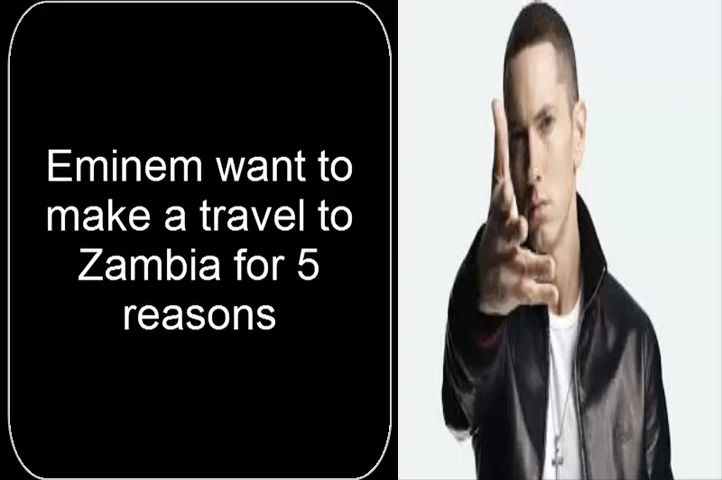 Eminem want to
make a travel to
Zambia for 5
reasons